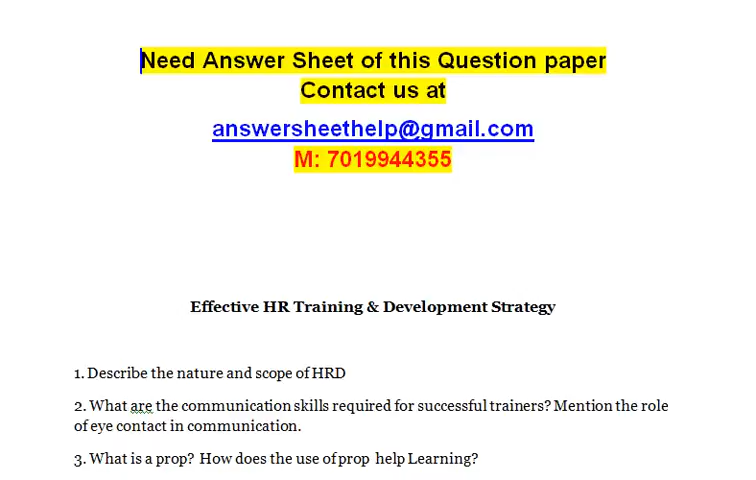 Need Answer Sheet of this Question paper
Contact us at
answersheethelp@gmail.com
M: 7019944355
Effective HR Training & Development Strategy
1. Describe the nature and scope of HRD
2. What are the communication skills required for successful trainers? Mention the role
of eye contact in communication.
3. What is a prop? How does the use of prop help Learning?